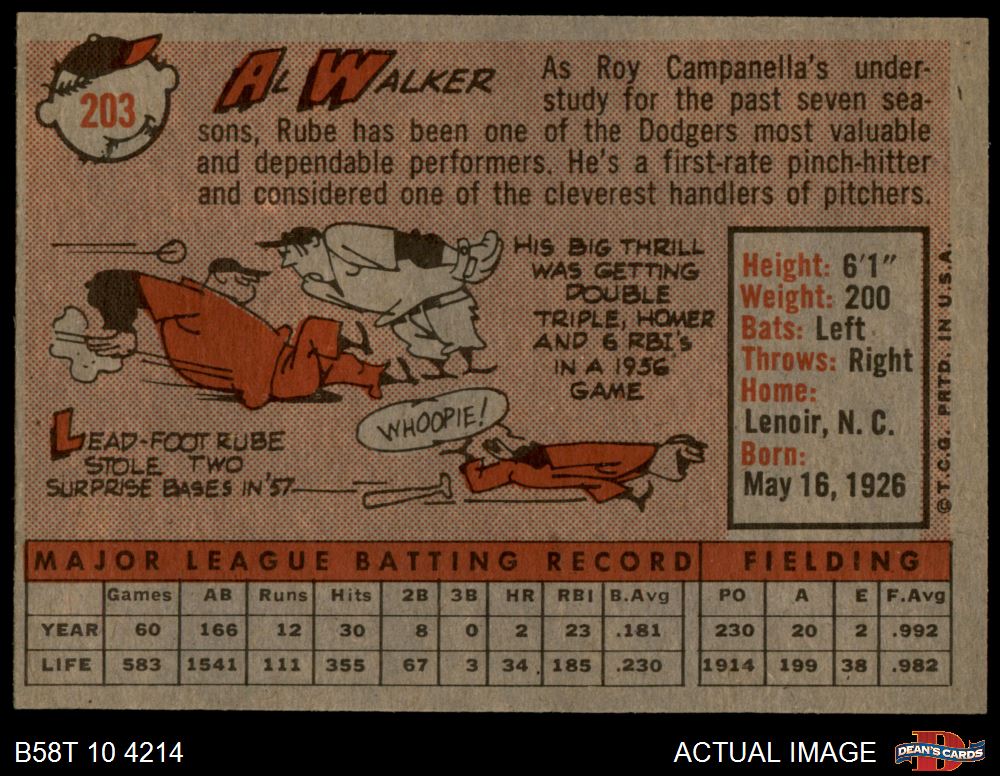 203
AL WALKER
As Roy Campanella's under-
study for the past seven sea-
sons, Rube has been one of the Dodgers most valuable
and dependable performers. He's a first-rate pinch-hitter
and considered one of the cleverest handlers of pitchers.
HIS BIG THRILL
WAS GETTING
DOUBLE
TRIPLE, HOMER
AND 6 RBI'S
IN A 1956
GAME
LEAD-FOOT RUBE
STOLE TWO
SURPRISE BASES IN '57
WHOOPIE!
Height: 6'1"
Weight: 200
Bats: Left
Throws: Right
Home:
Lenoir, N. C.
Born:
May 16, 1926
© T.C.G. PRTD. IN U.S.A.
MAJOR LEAGUE BATTING RECORD FIELDING
Games AB Runs Hits 2B 3B HR RBI B.Avg PO A E F.Avg
YEAR 60 166 12 30 8 0 2 23 .181 230 20 2 .992
LIFE 583 1541 111 355 67 3 34 185 .230 1914 199 38 .982
B58T 10 4214
ACTUAL IMAGE
DEAN'S CARDS